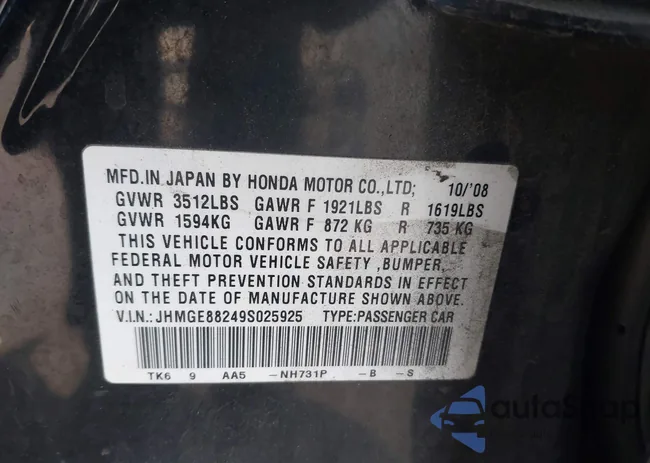 MFD.IN JAPAN BY HONDA MOTOR CO.,LTD; 10/'08
GVWR 3512LBS GAWR F 1921LBS R 1619LBS
GVWR 1594KG GAWR F 872 KG R 735 KG
THIS VEHICLE CONFORMS TO ALL APPLICABLE
FEDERAL MOTOR VEHICLE SAFETY ,BUMPER,
AND THEFT PREVENTION STANDARDS IN EFFECT
ON THE DATE OF MANUFACTURE SHOWN ABOVE.
V.I.N.: JHMGE88249S025925 TYPE:PASSENGER CAR
TK6 9 AA5 -NH731P -B -S
autoSnap